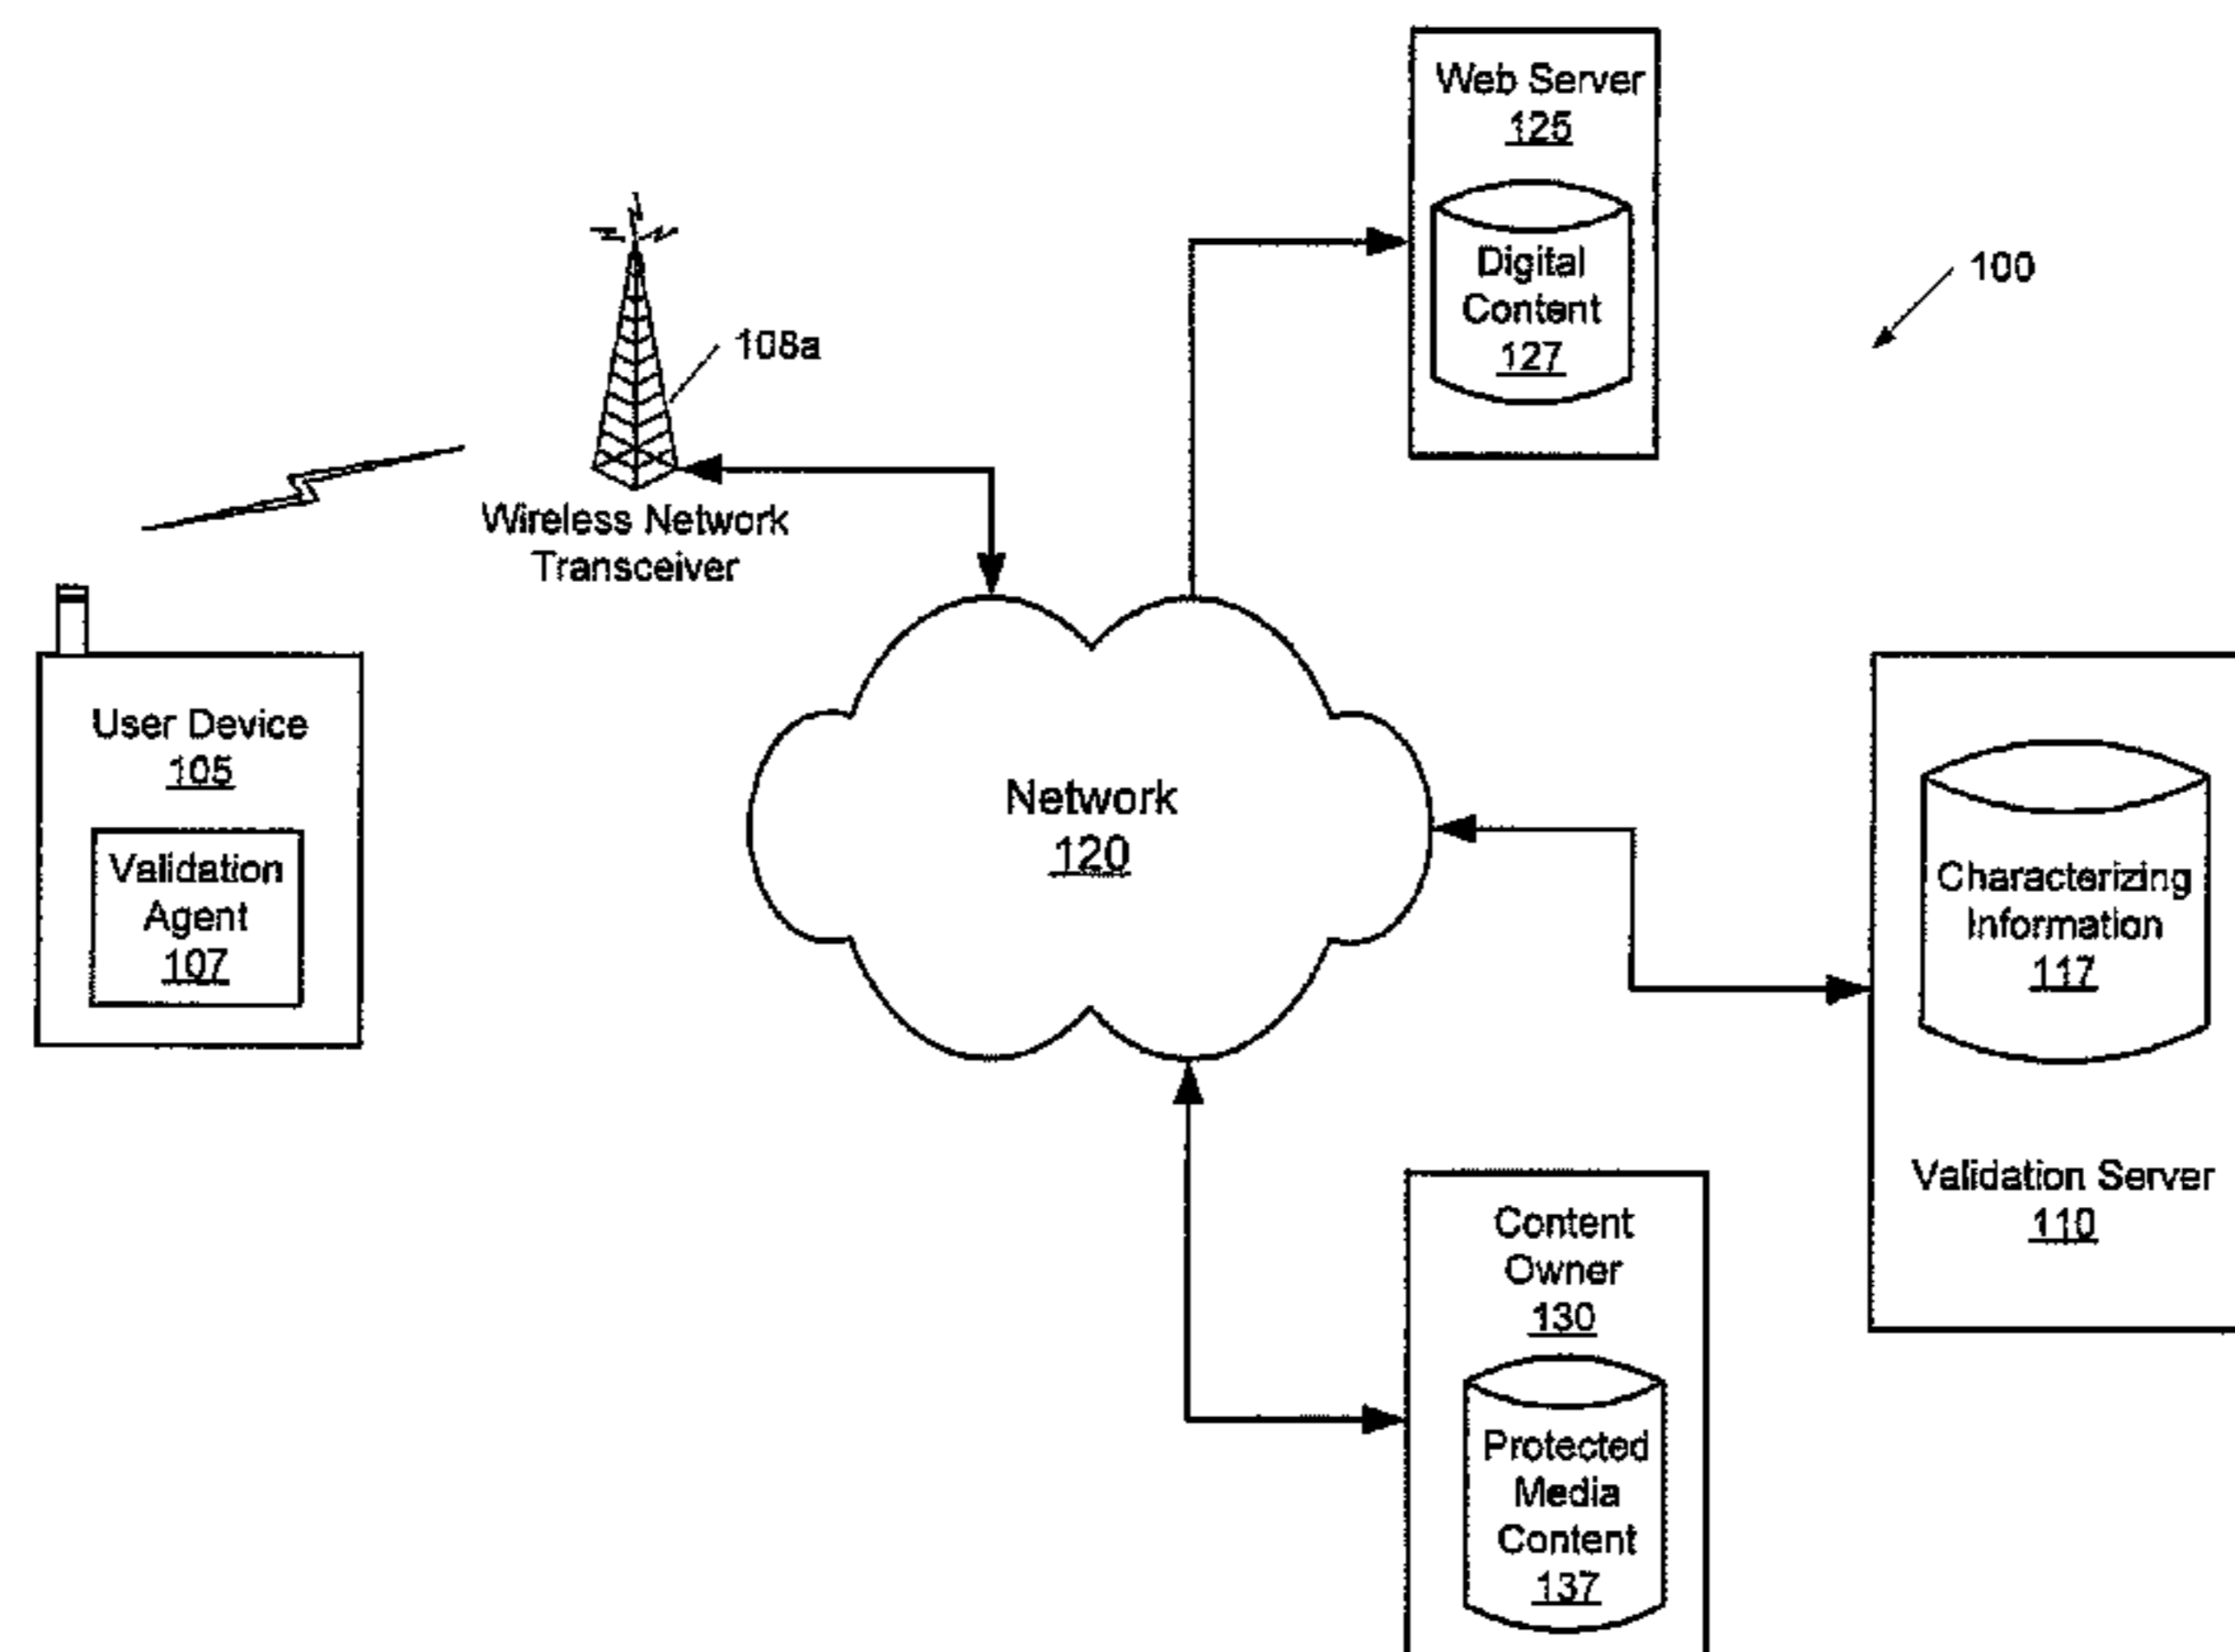 Web Server
125
Digital
Content
127
100
108a
Wireless Network
Transceiver
User Device
105
Validation
Agent
107
Network
120
Characterizing
Information
117
Validation Server
110
Content
Owner
130
Protected
Media
Content
137